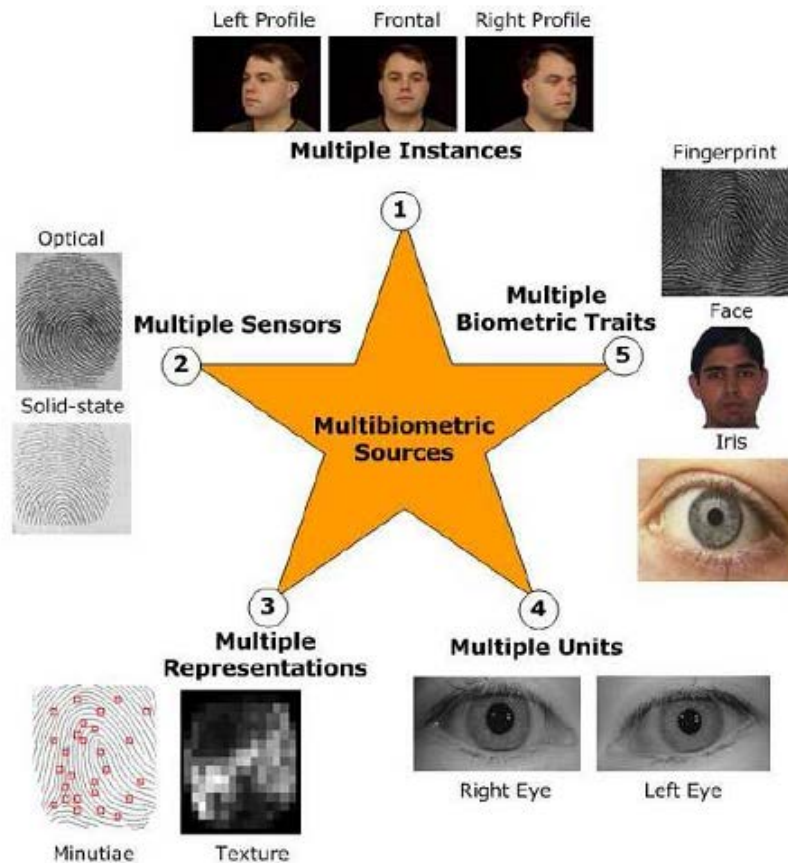 Left Profile
Frontal
Right Profile
Multiple Instances
1
Optical
Multiple Sensors
2
Solid-state
Fingerprint
Multiple
Biometric Traits
5
Face
Iris
Multibiometric
Sources
3
Multiple
Representations
Minutiae
Texture
4
Multiple Units
Right Eye
Left Eye